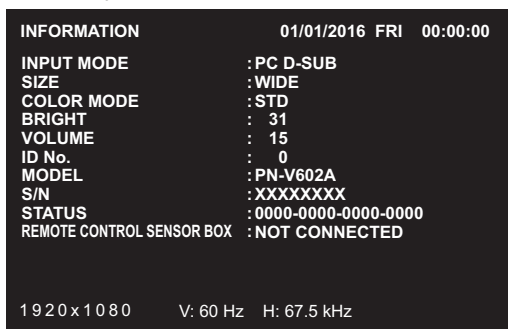 INFORMATION 01/01/2016 FRI 00:00:00
INPUT MODE :PC D-SUB
SIZE :WIDE
COLOR MODE :STD
BRIGHT : 31
VOLUME : 15
ID No. : 0
MODEL :PN-V602A
S/N :XXXXXXXX
STATUS :0000-0000-0000-0000
REMOTE CONTROL SENSOR BOX :NOT CONNECTED
1920x1080 V: 60 Hz H: 67.5 kHz